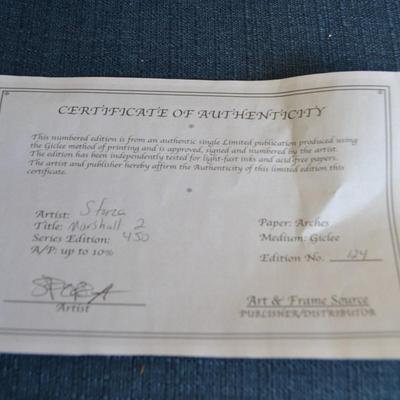 CERTIFICATE OF AUTHENTICITY
This numbered edition is from an authentic single Limited publication produced using
the Giclee method of printing and is approved, signed and numbered by the artist.
The edition has been independently tested for light-fast inks and acid-free papers.
The artist and publisher hereby affirm the Authenticity of this limited edition this
certificate.
Artist:
Title: Marshall 2
Series Edition: 450
A/P: up to 10%
Paper: Arches
Medium: Giclee
Edition No. 124
Artist
Art & Frame Source
PUBLISHER/DISTRIBUTOR